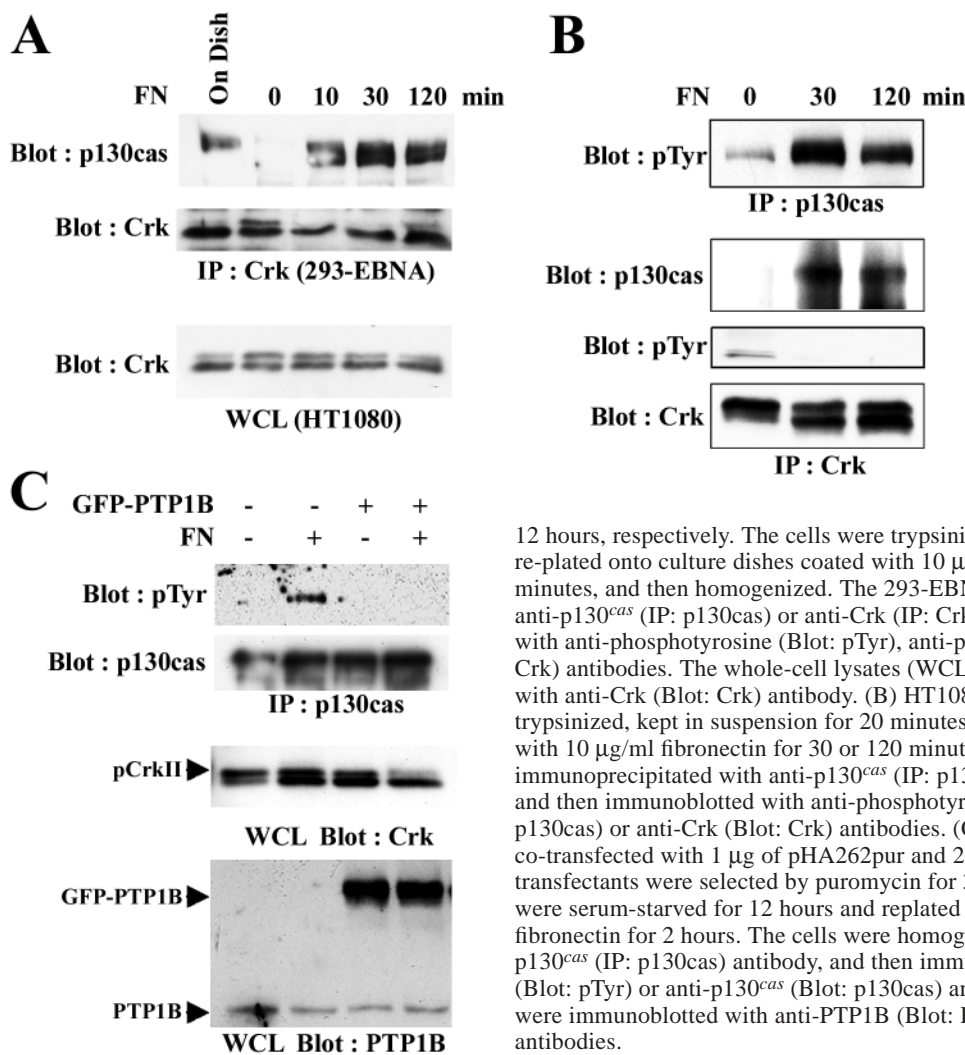 A
On Dish
FN 0 10 30 120 min
Blot : p130cas
Blot : Crk
IP : Crk (293-EBNA)
Blot : Crk
WCL (HT1080)
B
FN 0 30 120 min
Blot : pTyr
IP : p130cas
Blot : p130cas
Blot : pTyr
Blot : Crk
IP : Crk
C
GFP-PTP1B - - + +
FN - + - +
Blot : pTyr
Blot : p130cas
IP : p130cas
pCrkII
WCL Blot : Crk
GFP-PTP1B
PTP1B
WCL Blot : PTP1B
12 hours, respectively. The cells were trypsini
re-plated onto culture dishes coated with 10 μ
minutes, and then homogenized. The 293-EBN
anti-p130cas (IP: p130cas) or anti-Crk (IP: Crk
with anti-phosphotyrosine (Blot: pTyr), anti-p
Crk) antibodies. The whole-cell lysates (WCL
with anti-Crk (Blot: Crk) antibody. (B) HT108
trypsinized, kept in suspension for 20 minutes
with 10 μg/ml fibronectin for 30 or 120 minut
immunoprecipitated with anti-p130cas (IP: p13
and then immunoblotted with anti-phosphotyr
p130cas) or anti-Crk (Blot: Crk) antibodies. (C
co-transfected with 1 μg of pHA262pur and 2
transfectants were selected by puromycin for
were serum-starved for 12 hours and replated
fibronectin for 2 hours. The cells were homog
p130cas (IP: p130cas) antibody, and then immu
(Blot: pTyr) or anti-p130cas (Blot: p130cas) an
were immunoblotted with anti-PTP1B (Blot:
antibodies.